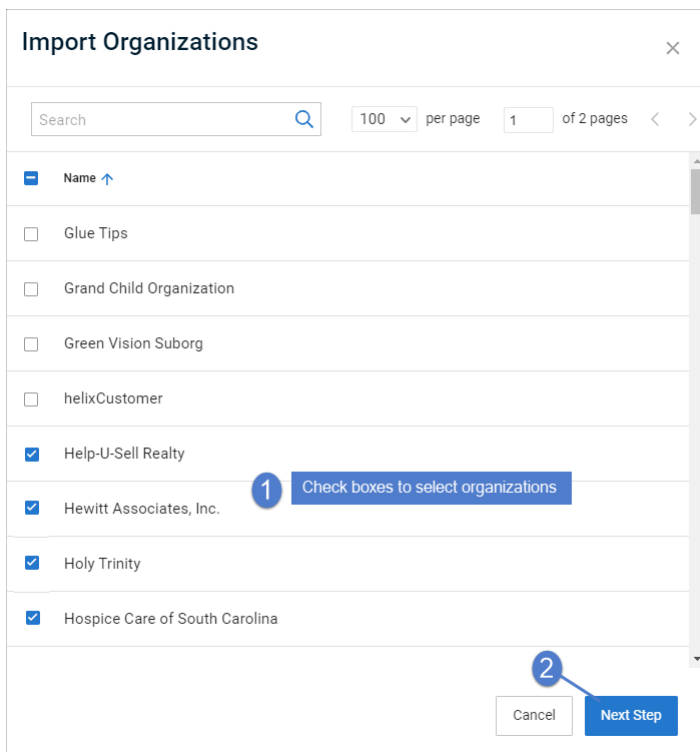 Import Organizations
Search 100 per page 1 of 2 pages
Name
Glue Tips
Grand Child Organization
Green Vision Suborg
helixCustomer
Help-U-Sell Realty
1 Check boxes to select organizations
Hewitt Associates, Inc.
Holy Trinity
Hospice Care of South Carolina
2
Cancel Next Step